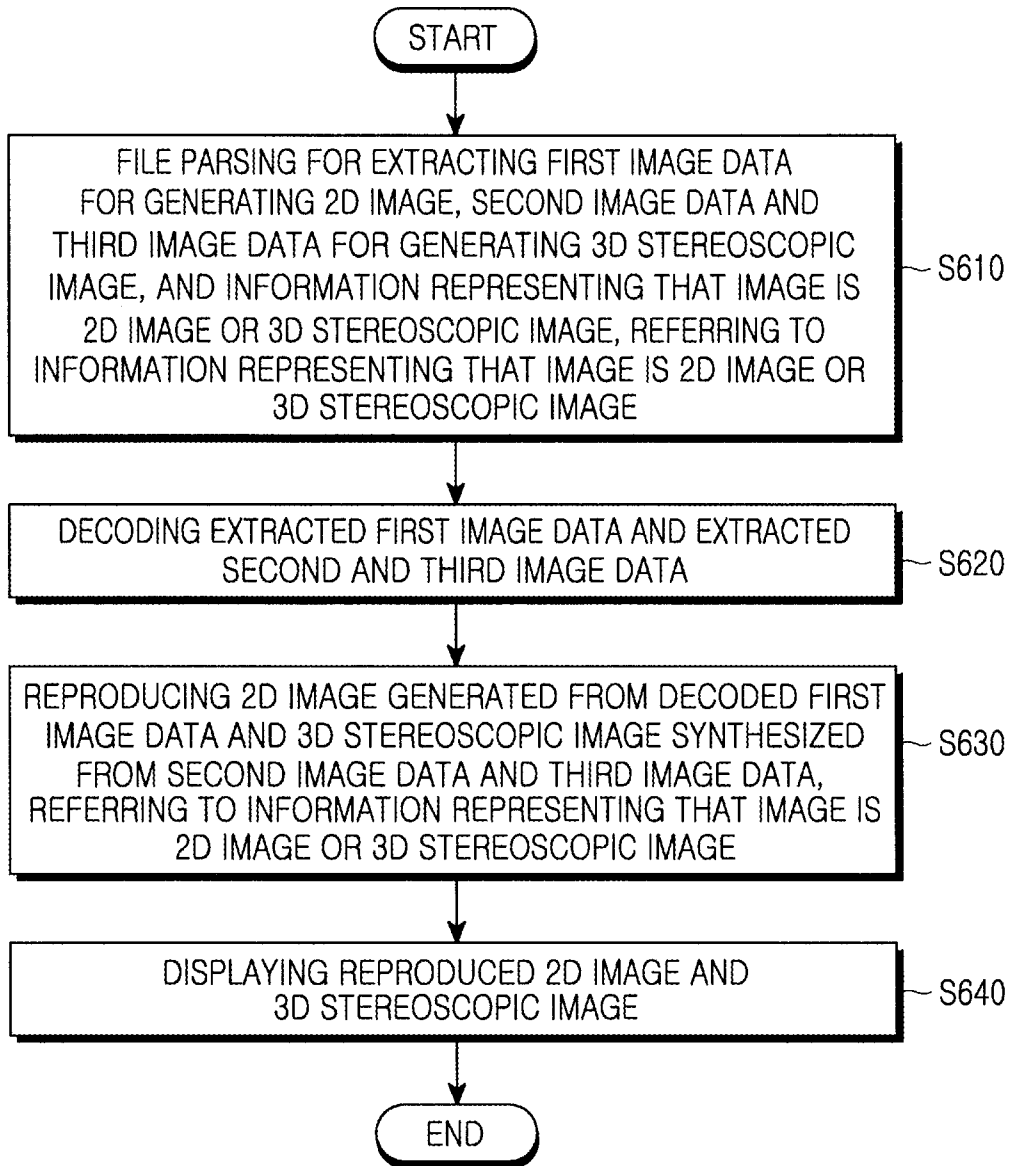 START
FILE PARSING FOR EXTRACTING FIRST IMAGE DATA
FOR GENERATING 2D IMAGE, SECOND IMAGE DATA AND
THIRD IMAGE DATA FOR GENERATING 3D STEREOSCOPIC
IMAGE, AND INFORMATION REPRESENTING THAT IMAGE IS
2D IMAGE OR 3D STEREOSCOPIC IMAGE, REFERRING TO
INFORMATION REPRESENTING THAT IMAGE IS 2D IMAGE OR
3D STEREOSCOPIC IMAGE
S610
DECODING EXTRACTED FIRST IMAGE DATA AND EXTRACTED
SECOND AND THIRD IMAGE DATA
S620
REPRODUCING 2D IMAGE GENERATED FROM DECODED FIRST
IMAGE DATA AND 3D STEREOSCOPIC IMAGE SYNTHESIZED
FROM SECOND IMAGE DATA AND THIRD IMAGE DATA,
REFERRING TO INFORMATION REPRESENTING THAT IMAGE IS
2D IMAGE OR 3D STEREOSCOPIC IMAGE
S630
DISPLAYING REPRODUCED 2D IMAGE AND
3D STEREOSCOPIC IMAGE
S640
END